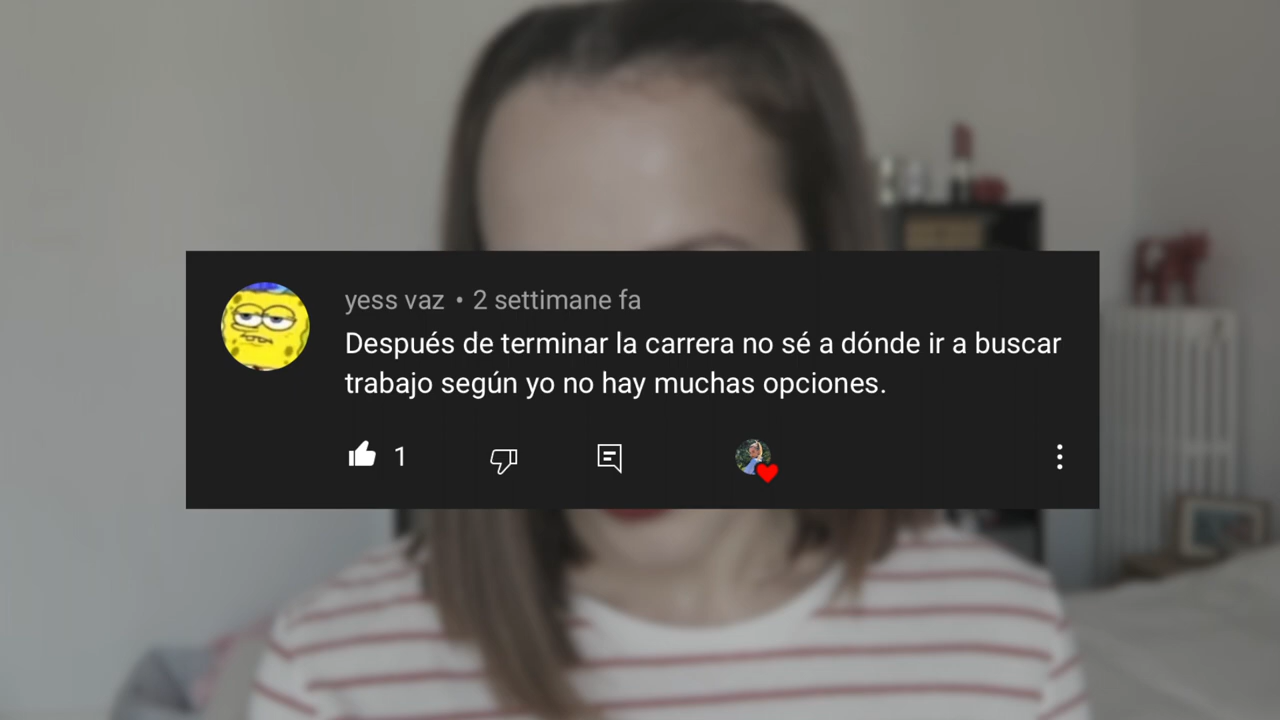 yess vaz • 2 settimane fa
Después de terminar la carrera no sé a dónde ir a buscar
trabajo según yo no hay muchas opciones.
1